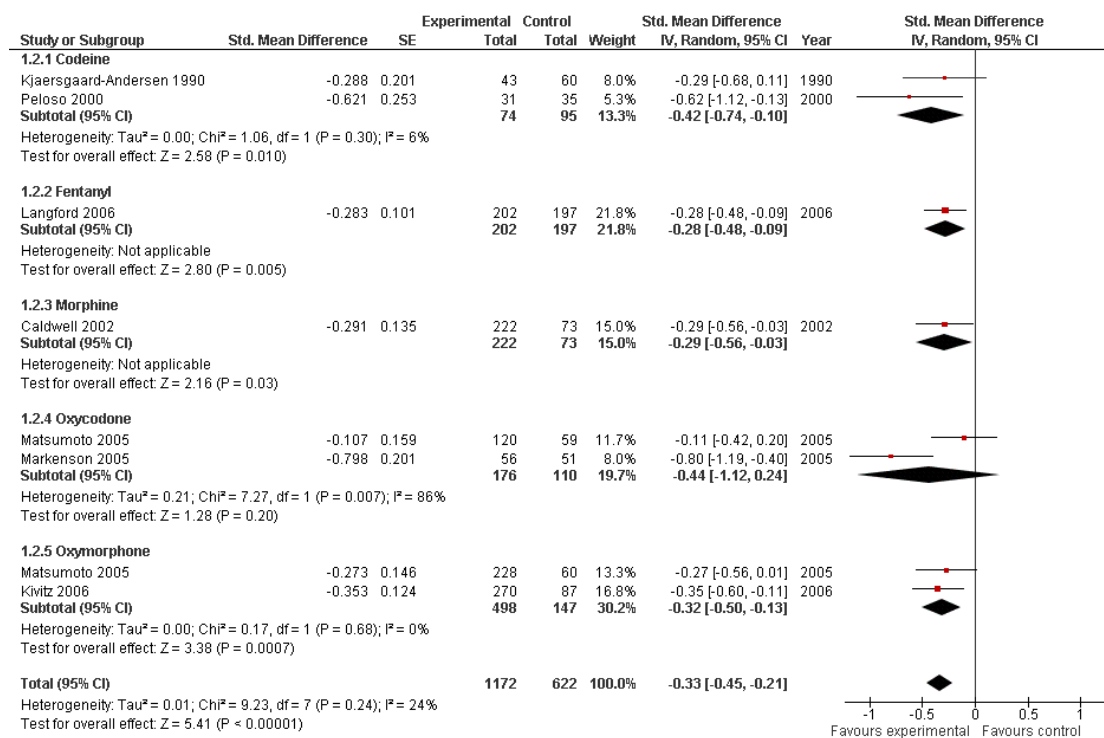 Experimental Control Std. Mean Difference Std. Mean Difference
Study or Subgroup Std. Mean Difference SE Total Total Weight IV, Random, 95% CI Year IV, Random, 95% CI
1.2.1 Codeine
Kjaersgaard-Andersen 1990 -0.288 0.201 43 60 8.0% -0.29 [-0.68, 0.11] 1990
Peloso 2000 -0.621 0.253 31 35 5.3% -0.62 [-1.12, -0.13] 2000
Subtotal (95% CI) 74 95 13.3% -0.42 [-0.74, -0.10]
Heterogeneity: Tau² = 0.00; Chi² = 1.06, df = 1 (P = 0.30); I² = 6%
Test for overall effect: Z = 2.58 (P = 0.010)
1.2.2 Fentanyl
Langford 2006 -0.283 0.101 202 197 21.8% -0.28 [-0.48, -0.09] 2006
Subtotal (95% CI) 202 197 21.8% -0.28 [-0.48, -0.09]
Heterogeneity: Not applicable
Test for overall effect: Z = 2.80 (P = 0.005)
1.2.3 Morphine
Caldwell 2002 -0.291 0.135 222 73 15.0% -0.29 [-0.56, -0.03] 2002
Subtotal (95% CI) 222 73 15.0% -0.29 [-0.56, -0.03]
Heterogeneity: Not applicable
Test for overall effect: Z = 2.16 (P = 0.03)
1.2.4 Oxycodone
Matsumoto 2005 -0.107 0.159 120 59 11.7% -0.11 [-0.42, 0.20] 2005
Markenson 2005 -0.798 0.201 56 51 8.0% -0.80 [-1.19, -0.40] 2005
Subtotal (95% CI) 176 110 19.7% -0.44 [-1.12, 0.24]
Heterogeneity: Tau² = 0.21; Chi² = 7.27, df = 1 (P = 0.007); I² = 86%
Test for overall effect: Z = 1.28 (P = 0.20)
1.2.5 Oxymorphone
Matsumoto 2005 -0.273 0.146 228 60 13.3% -0.27 [-0.56, 0.01] 2005
Kivitz 2006 -0.353 0.124 270 87 16.8% -0.35 [-0.60, -0.11] 2006
Subtotal (95% CI) 498 147 30.2% -0.32 [-0.50, -0.13]
Heterogeneity: Tau² = 0.00; Chi² = 0.17, df = 1 (P = 0.68); I² = 0%
Test for overall effect: Z = 3.38 (P = 0.0007)
Total (95% CI) 1172 622 100.0% -0.33 [-0.45, -0.21]
Heterogeneity: Tau² = 0.01; Chi² = 9.23, df = 7 (P = 0.24); I² = 24%
Test for overall effect: Z = 5.41 (P < 0.00001)
-1 -0.5 0 0.5 1
Favours experimental Favours control